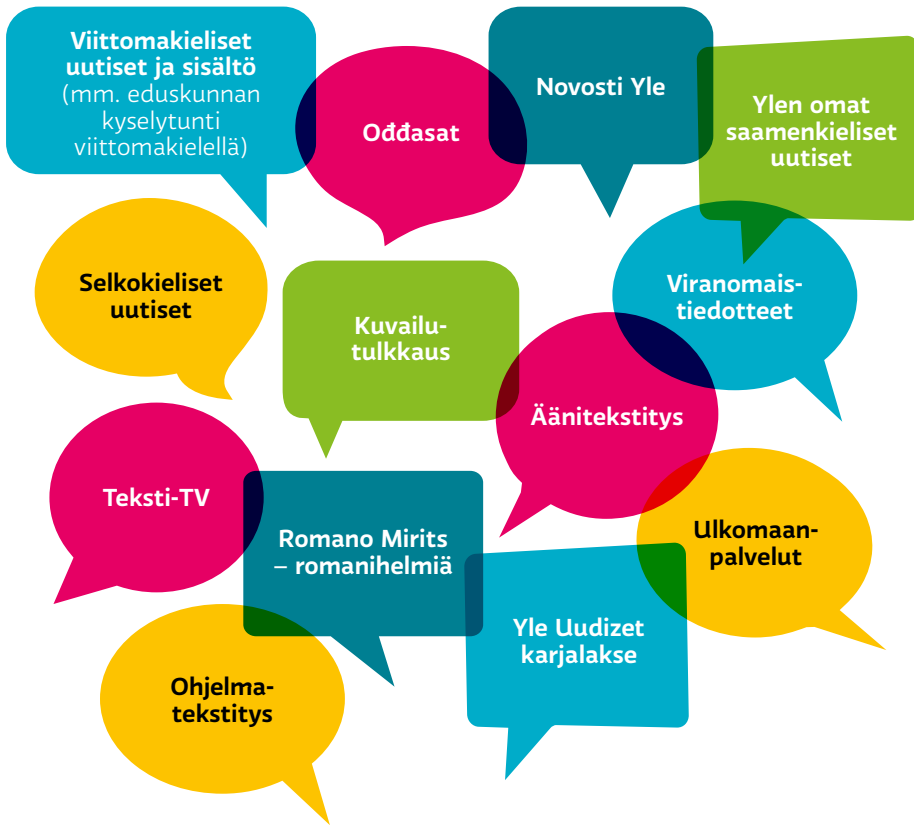 Viittomakieliset
uutiset ja sisältö
(mm. eduskunnan
kyselytunti
viittomakielellä)
Ođđasat
Novosti Yle
Ylen omat
saamenkieliset
uutiset
Selkokieliset
uutiset
Kuvailu-
tulkkaus
Viranomais-
tiedotteet
Äänitekstitys
Teksti-TV
Romano Mirits
– romanihelmiä
Ulkomaan-
palvelut
Yle Uudizet
karjalakse
Ohjelma-
tekstitys